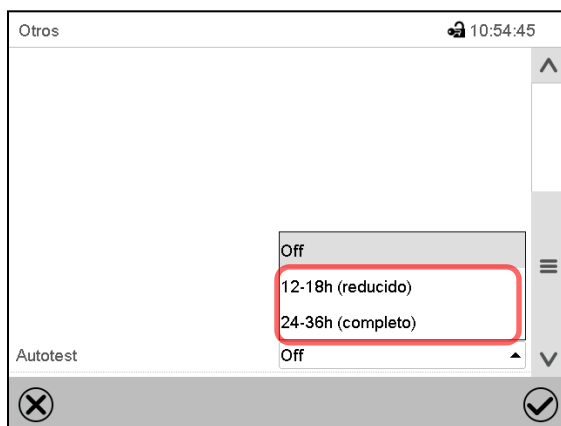 Otros 10:54:45
Off
12-18h (reducido)
24-36h (completo)
Autotest Off